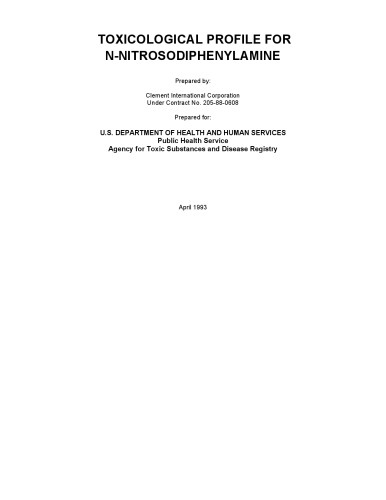 TOXICOLOGICAL PROFILE FOR
N-NITROSODIPHENYLAMINE
Prepared by:
Clement International Corporation
Under Contract No. 205-88-0608
Prepared for:
U.S. DEPARTMENT OF HEALTH AND HUMAN SERVICES
Public Health Service
Agency for Toxic Substances and Disease Registry
April 1993